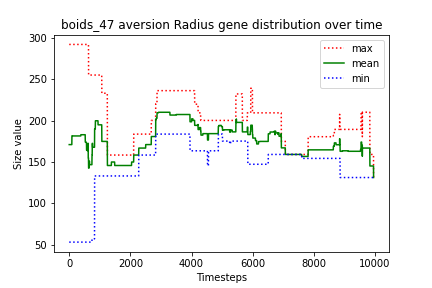 boids_47 aversion Radius gene distribution over time
max
mean
min
Size value
300
250
200
150
100
50
0
2000
4000
6000
8000
10000
Timesteps